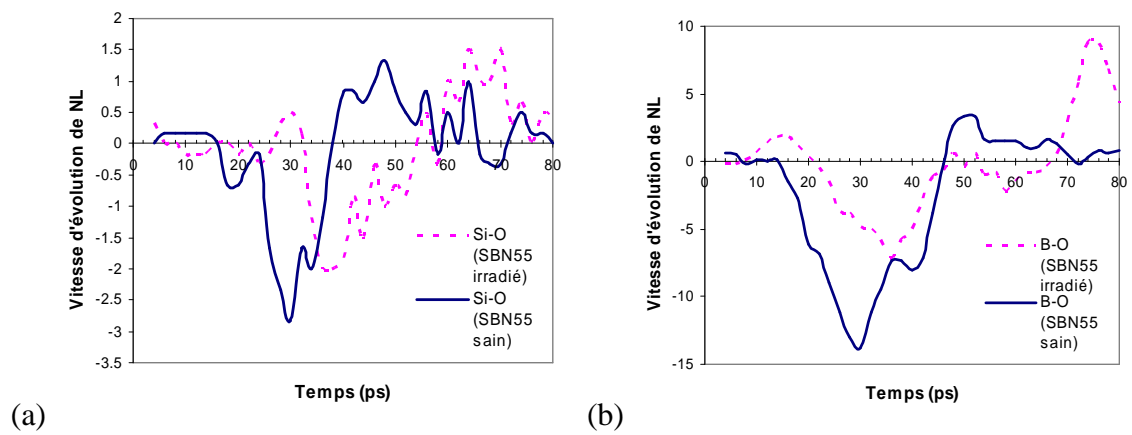 2
1.5
1
0.5
0
-0.5
-1
-1.5
-2
-2.5
-3
-3.5
0 10 20 30 40 50 60 70 80
Vitesse d'évolution de NL
Temps (ps)
Si-O
(SBN55
irradié)
Si-O
(SBN55
sain)
(a)
10
5
0
-5
-10
-15
0 10 20 30 40 50 60 70 80
Vitesse d'évolution de NL
Temps (ps)
B-O
(SBN55
irradié)
B-O
(SBN55
sain)
(b)